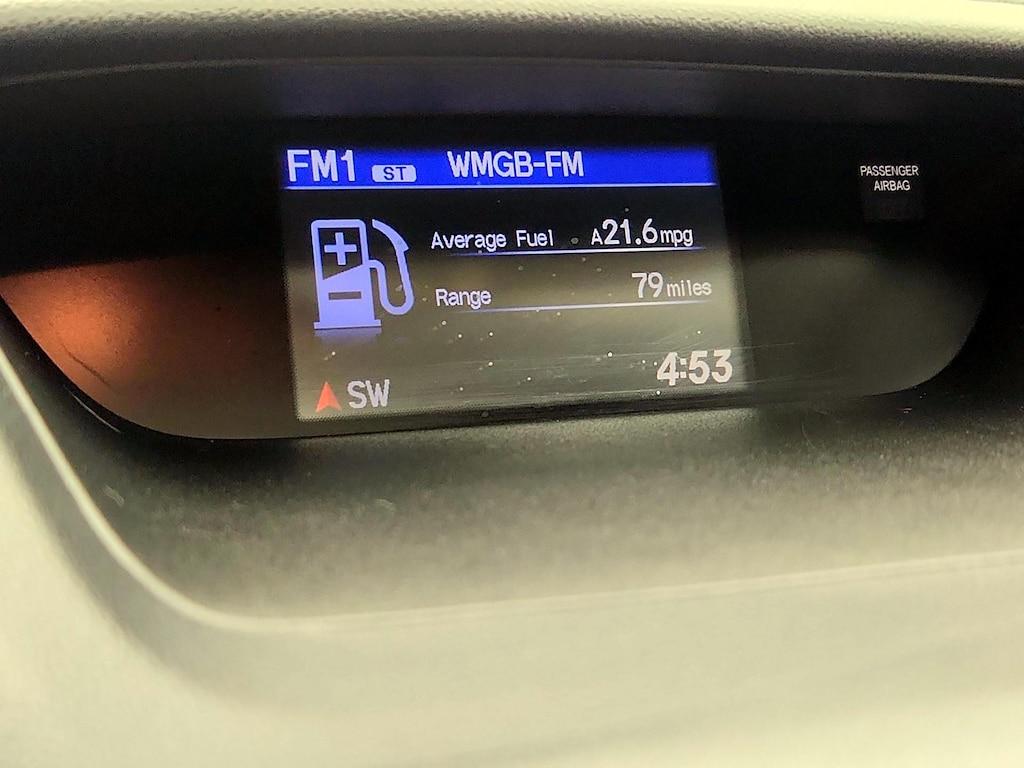 FM1 ST WMGB-FM
PASSENGER
AIRBAG
Average Fuel A21.6mpg
Range 79miles
SW 4:53